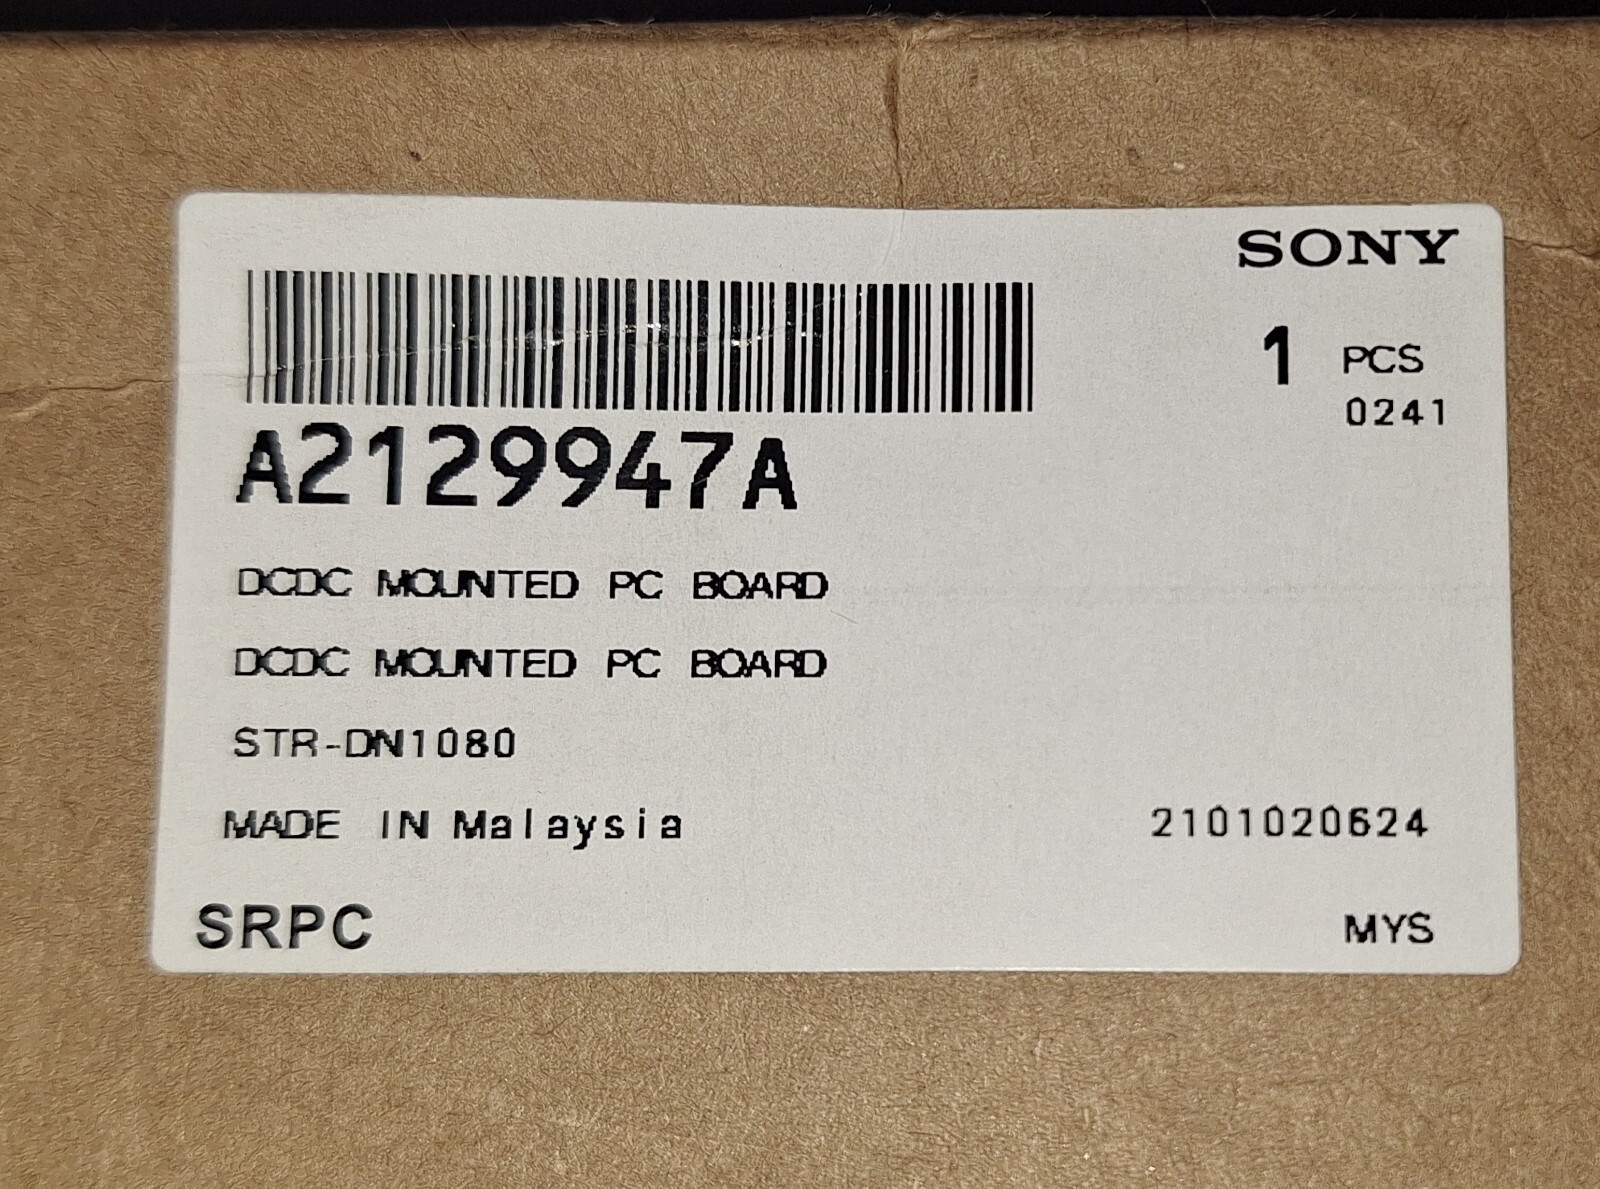 SONY
1 PCS
0241
A2129947A
DCDC MOUNTED PC BOARD
DCDC MOUNTED PC BOARD
STR-DN1080
MADE IN Malaysia 2101020624
SRPC MYS